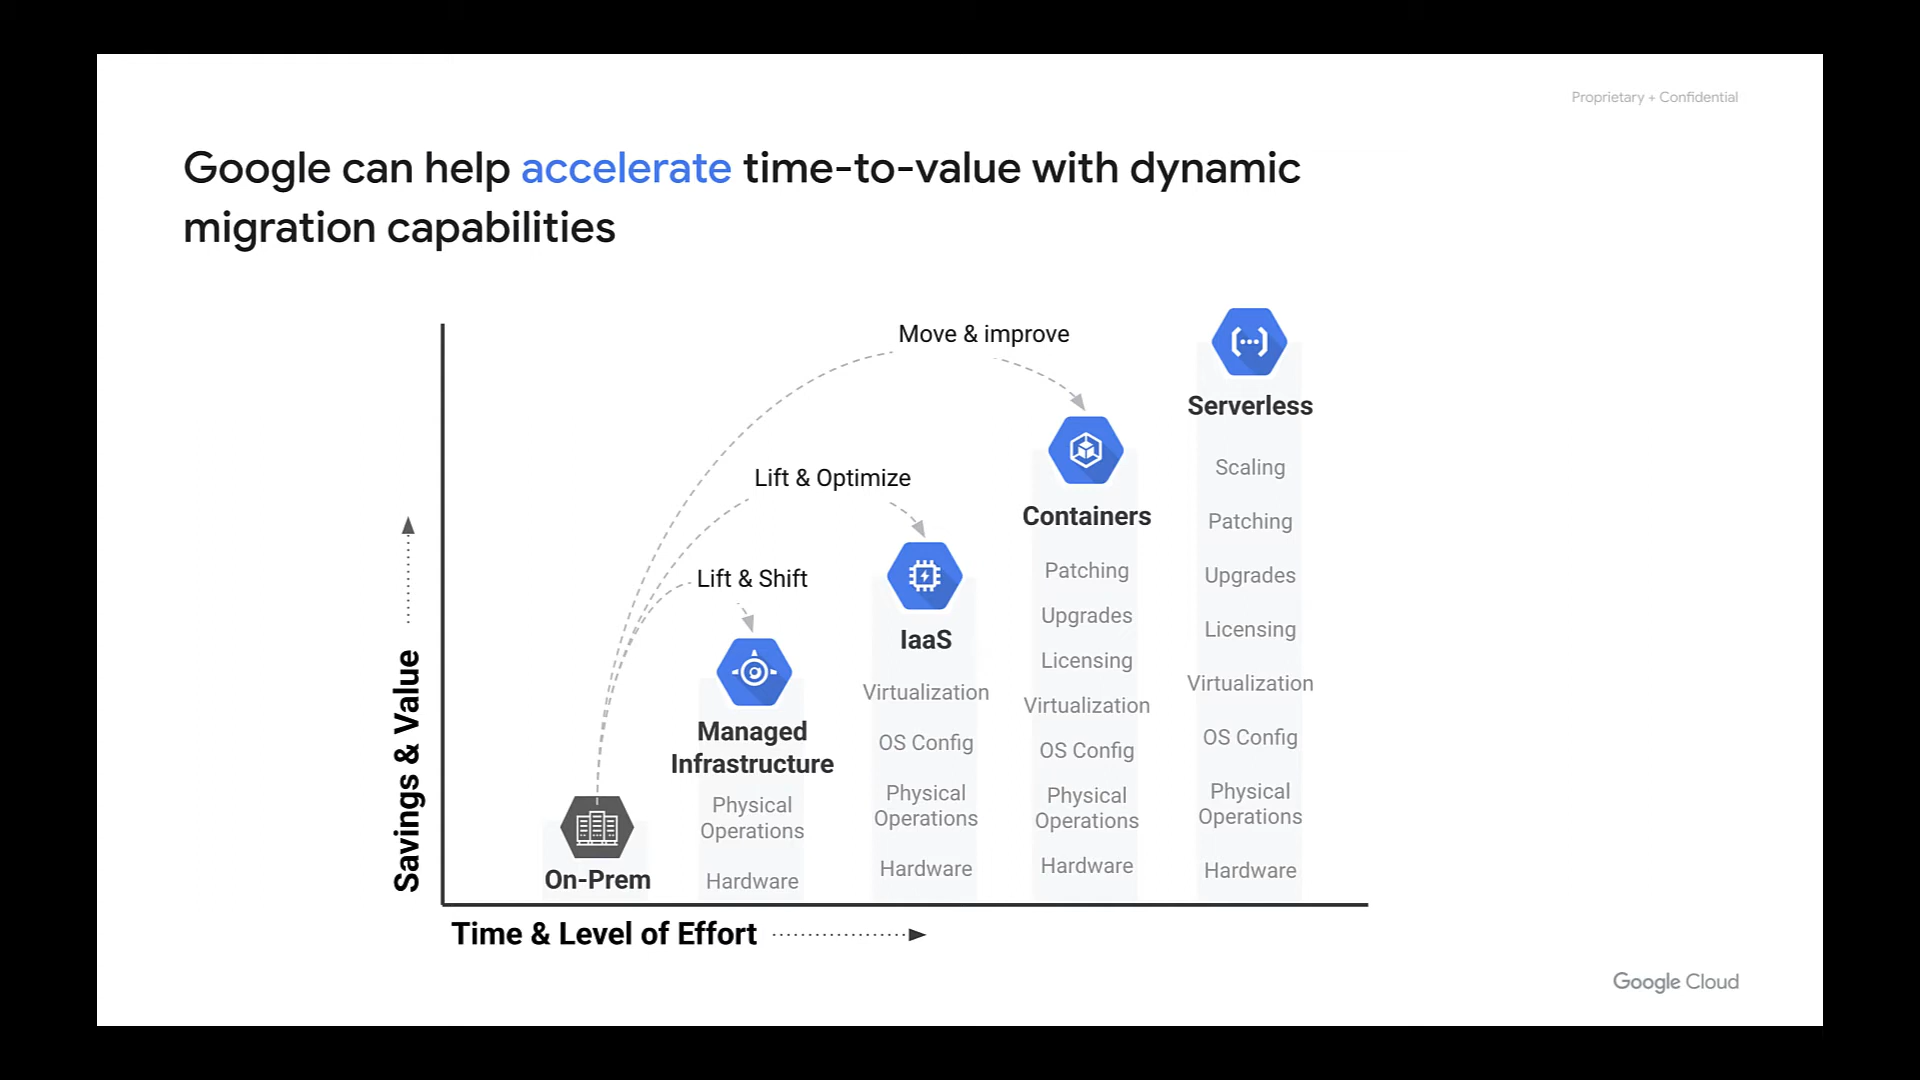 Proprietary + Confidential
Google can help accelerate time-to-value with dynamic
migration capabilities
Savings & Value
Time & Level of Effort
Move & improve
Lift & Optimize
Lift & Shift
On-Prem
Managed
Infrastructure
Physical
Operations
Hardware
IaaS
Virtualization
OS Config
Physical
Operations
Hardware
Containers
Patching
Upgrades
Licensing
Virtualization
OS Config
Physical
Operations
Hardware
Serverless
Scaling
Patching
Upgrades
Licensing
Virtualization
OS Config
Physical
Operations
Hardware
Google Cloud